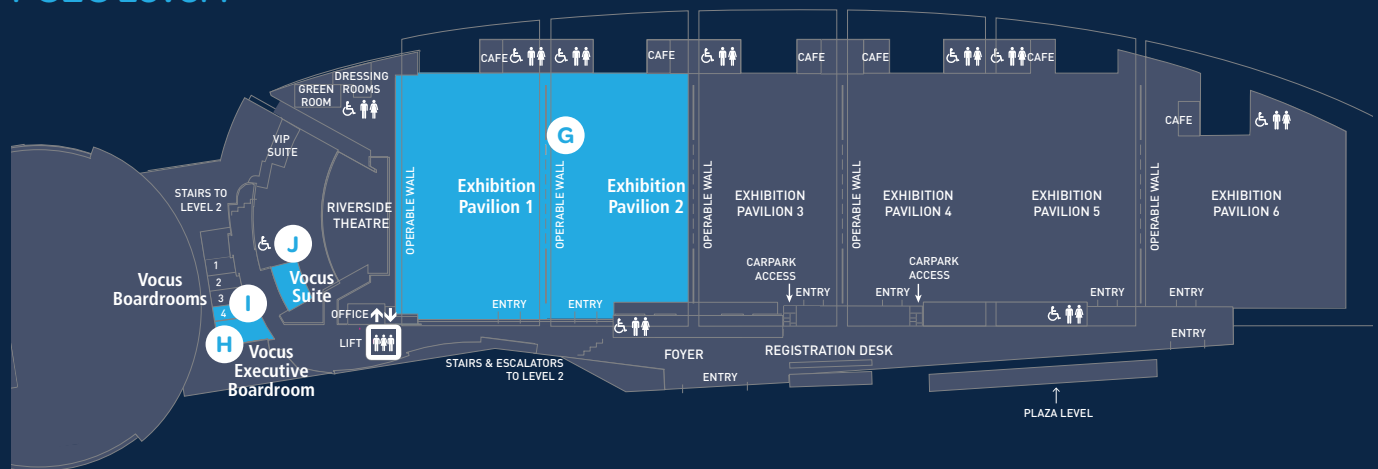 CAFE
CAFE
CAFE
CAFE
CAFE
DRESSING
ROOMS
GREEN
ROOM
CAFE
G
VIP
SUITE
OPERABLE WALL
Exhibition
Pavilion 1
OPERABLE WALL
Exhibition
Pavilion 2
OPERABLE WALL
EXHIBITION
PAVILION 3
OPERABLE WALL
EXHIBITION
PAVILION 4
EXHIBITION
PAVILION 5
OPERABLE WALL
EXHIBITION
PAVILION 6
STAIRS TO
LEVEL 2
RIVERSIDE
THEATRE
J
Vocus
Suite
Vocus
Boardrooms
1
2
3
4
I
H
Vocus
Executive
Boardroom
CARPARK
ACCESS
CARPARK
ACCESS
ENTRY
ENTRY
ENTRY
ENTRY
ENTRY
ENTRY
OFFICE
LIFT
STAIRS & ESCALATORS
TO LEVEL 2
FOYER
REGISTRATION DESK
ENTRY
ENTRY
PLAZA LEVEL